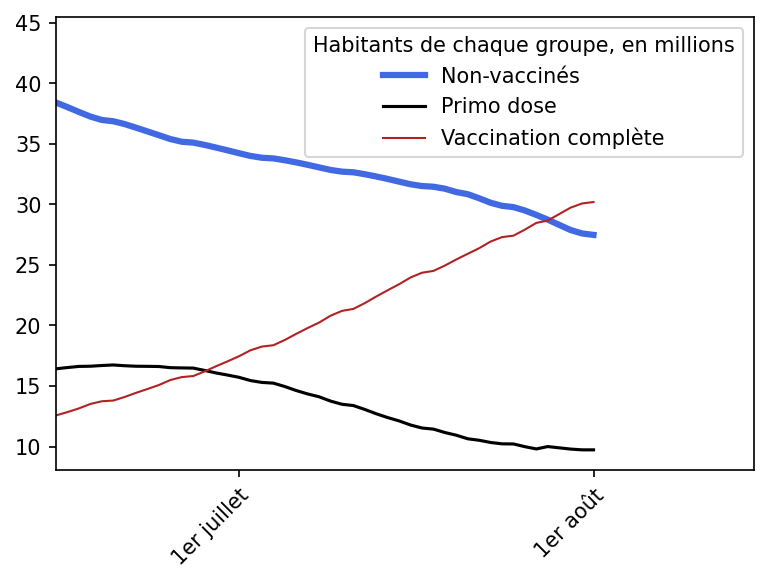 Habitants de chaque groupe, en millions
Non-vaccinés
Primo dose
Vaccination complète
45
40
35
30
25
20
15
10
1er juillet
1er août